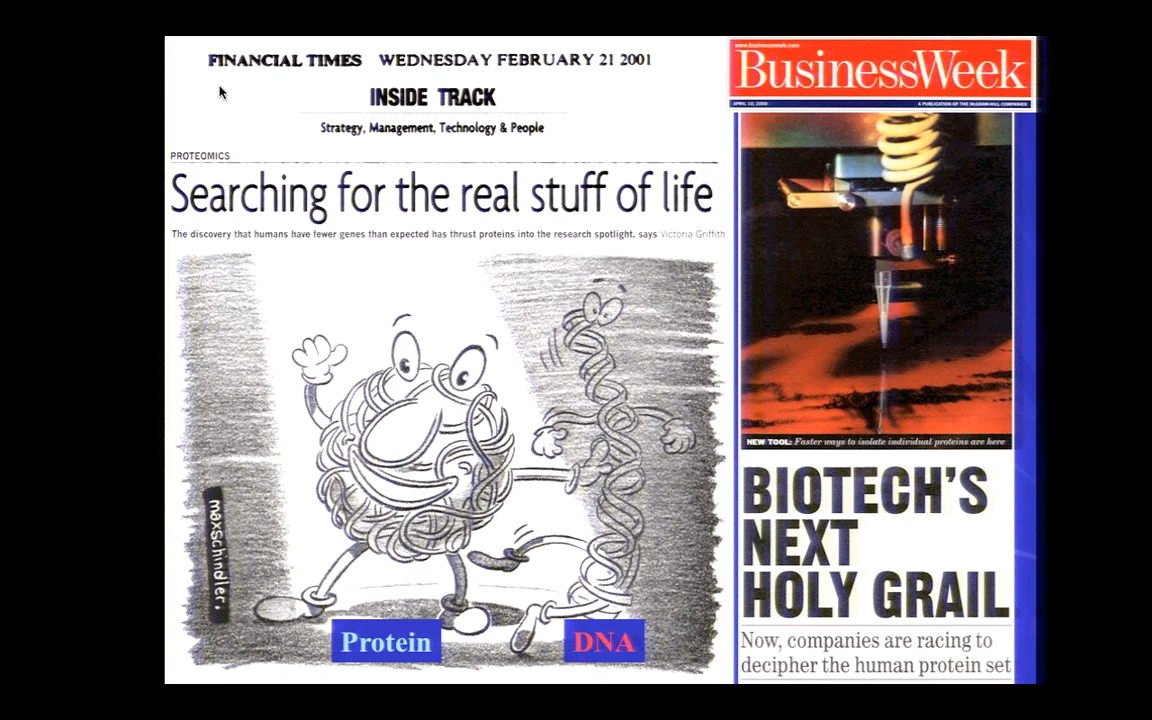 FINANCIAL TIMES WEDNESDAY FEBRUARY 21 2001
INSIDE TRACK
Strategy, Management, Technology & People
PROTEOMICS
Searching for the real stuff of life
The discovery that humans have fewer genes than expected has thrust proteins into the research spotlight. says Victoria Griffith
maxschindler.
Protein
DNA
www.businessweek.com
BusinessWeek
APRIL 10, 2000 A PUBLICATION OF THE McGRAW-HILL COMPANIES
NEW TOOL: Faster ways to isolate individual proteins are here
BIOTECH'S
NEXT
HOLY GRAIL
Now, companies are racing to
decipher the human protein set